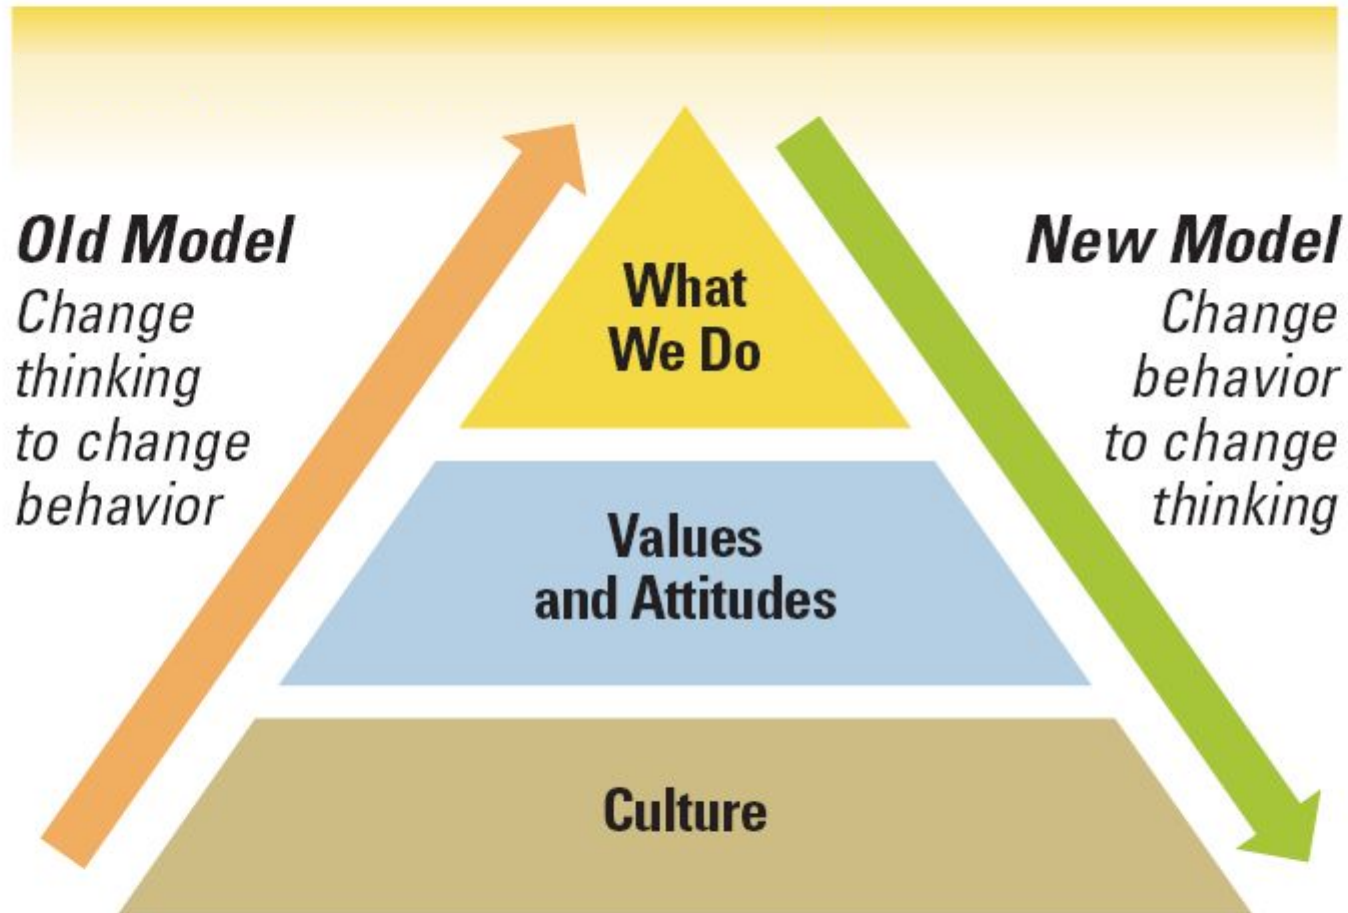 Old Model
Change
thinking
to change
behavior
What
We Do
New Model
Change
behavior
to change
thinking
Values
and Attitudes
Culture